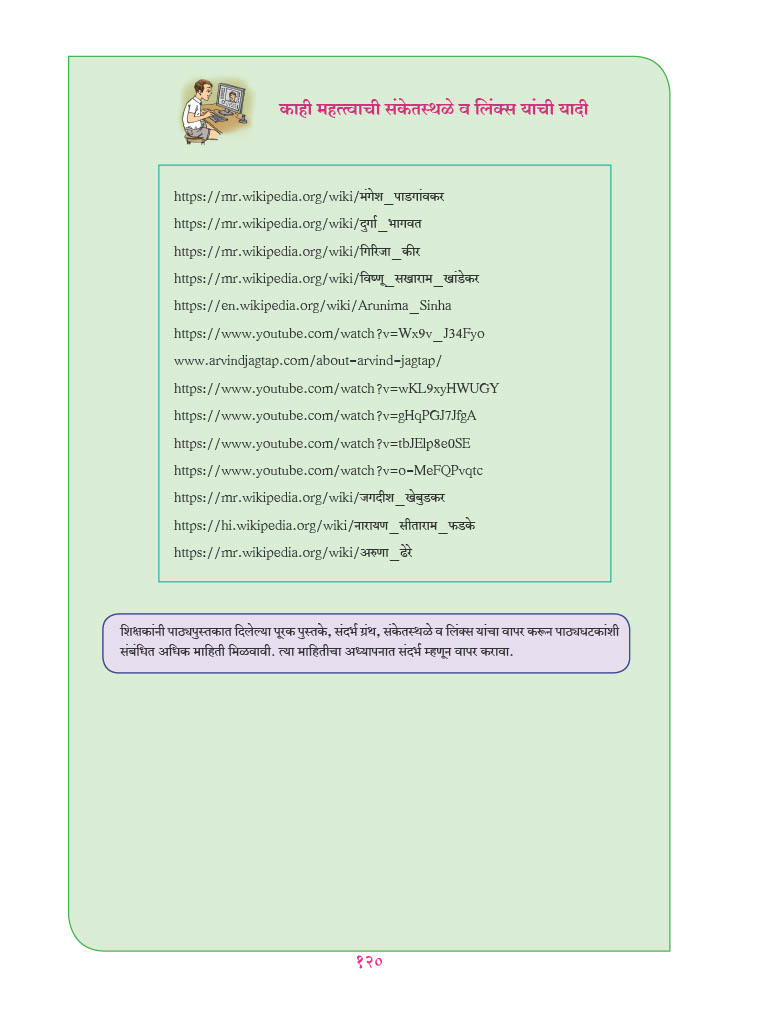 काही महत्त्वाची संकेतस्थळे व लिंक्स यांची यादी
https://mr.wikipedia.org/wiki/मंगेश_पाडगांवकर
https://mr.wikipedia.org/wiki/दुर्गा_भागवत
https://mr.wikipedia.org/wiki/गिरिजा_कीर
https://mr.wikipedia.org/wiki/विष्णू_सखाराम_खांडेकर
https://en.wikipedia.org/wiki/Arunima_Sinha
https://www.youtube.com/watch?v=Wx9v_J34Fyo
www.arvindjagtap.com/about-arvind-jagtap/
https://www.youtube.com/watch?v=wKL9xyHWUGY
https://www.youtube.com/watch?v=gHqPGJ7JfgA
https://www.youtube.com/watch?v=tbJElp8e0SE
https://www.youtube.com/watch?v=o-MeFQPvqtc
https://mr.wikipedia.org/wiki/जगदीश_खेबुडकर
https://hi.wikipedia.org/wiki/नारायण_सीताराम_फडके
https://mr.wikipedia.org/wiki/अरुणा_ढेरे
शिक्षकांनी पाठ्यपुस्तकात दिलेल्या पूरक पुस्तके, संदर्भ ग्रंथ, संकेतस्थळे व लिंक्स यांचा वापर करून पाठ्यघटकांशी
संबंधित अधिक माहिती मिळवावी. त्या माहितीचा अध्यापनात संदर्भ म्हणून वापर करावा.
१२०